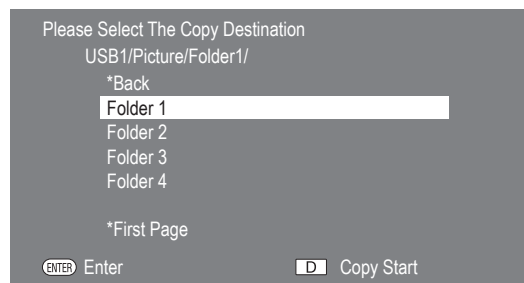 Please Select The Copy Destination
USB1/Picture/Folder1/
*Back
Folder 1
Folder 2
Folder 3
Folder 4
*First Page
ENTER Enter D Copy Start